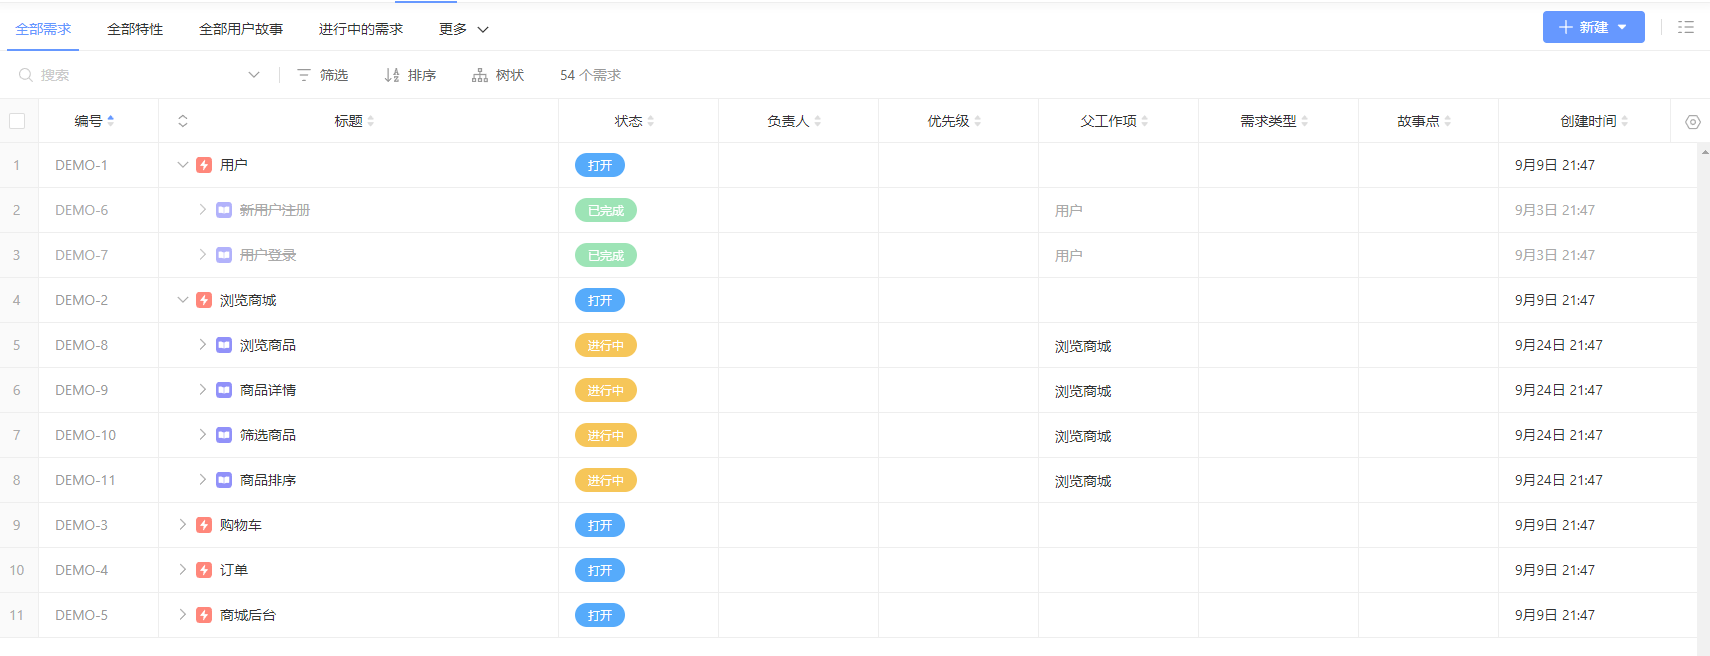 全部需求 全部特性 全部用户故事 进行中的需求 更多 新建
搜索 筛选 排序 树状 54 个需求
编号 标题 状态 负责人 优先级 父工作项 需求类型 故事点 创建时间
1 DEMO-1 用户 打开 9月9日 21:47
2 DEMO-6 新用户注册 已完成 用户 9月3日 21:47
3 DEMO-7 用户登录 已完成 用户 9月3日 21:47
4 DEMO-2 浏览商城 打开 9月9日 21:47
5 DEMO-8 浏览商品 进行中 浏览商城 9月24日 21:47
6 DEMO-9 商品详情 进行中 浏览商城 9月24日 21:47
7 DEMO-10 筛选商品 进行中 浏览商城 9月24日 21:47
8 DEMO-11 商品排序 进行中 浏览商城 9月24日 21:47
9 DEMO-3 购物车 打开 9月9日 21:47
10 DEMO-4 订单 打开 9月9日 21:47
11 DEMO-5 商城后台 打开 9月9日 21:47